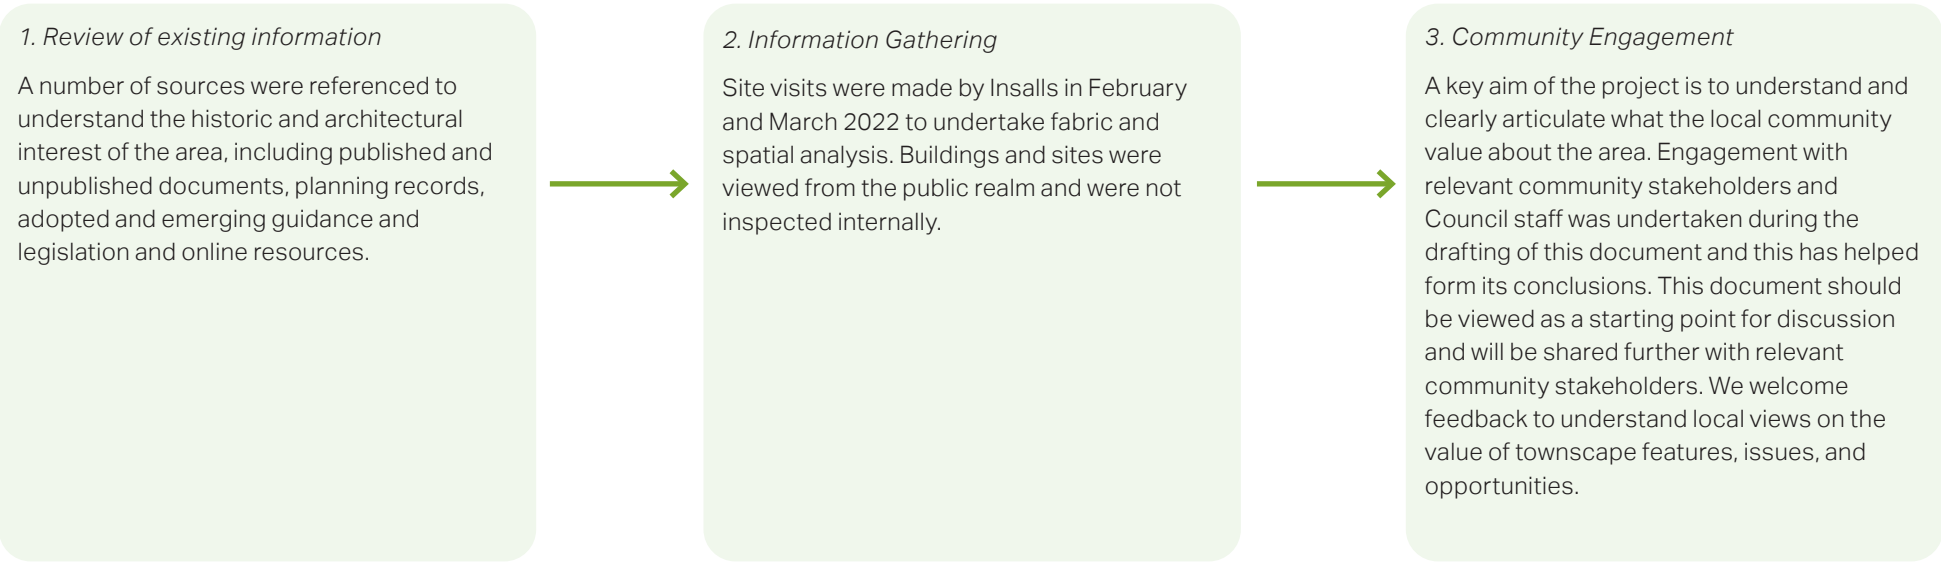 1. Review of existing information
A number of sources were referenced to
understand the historic and architectural
interest of the area, including published and
unpublished documents, planning records,
adopted and emerging guidance and
legislation and online resources.
2. Information Gathering
Site visits were made by Insalls in February
and March 2022 to undertake fabric and
spatial analysis. Buildings and sites were
viewed from the public realm and were not
inspected internally.
3. Community Engagement
A key aim of the project is to understand and
clearly articulate what the local community
value about the area. Engagement with
relevant community stakeholders and
Council staff was undertaken during the
drafting of this document and this has helped
form its conclusions. This document should
be viewed as a starting point for discussion
and will be shared further with relevant
community stakeholders. We welcome
feedback to understand local views on the
value of townscape features, issues, and
opportunities.